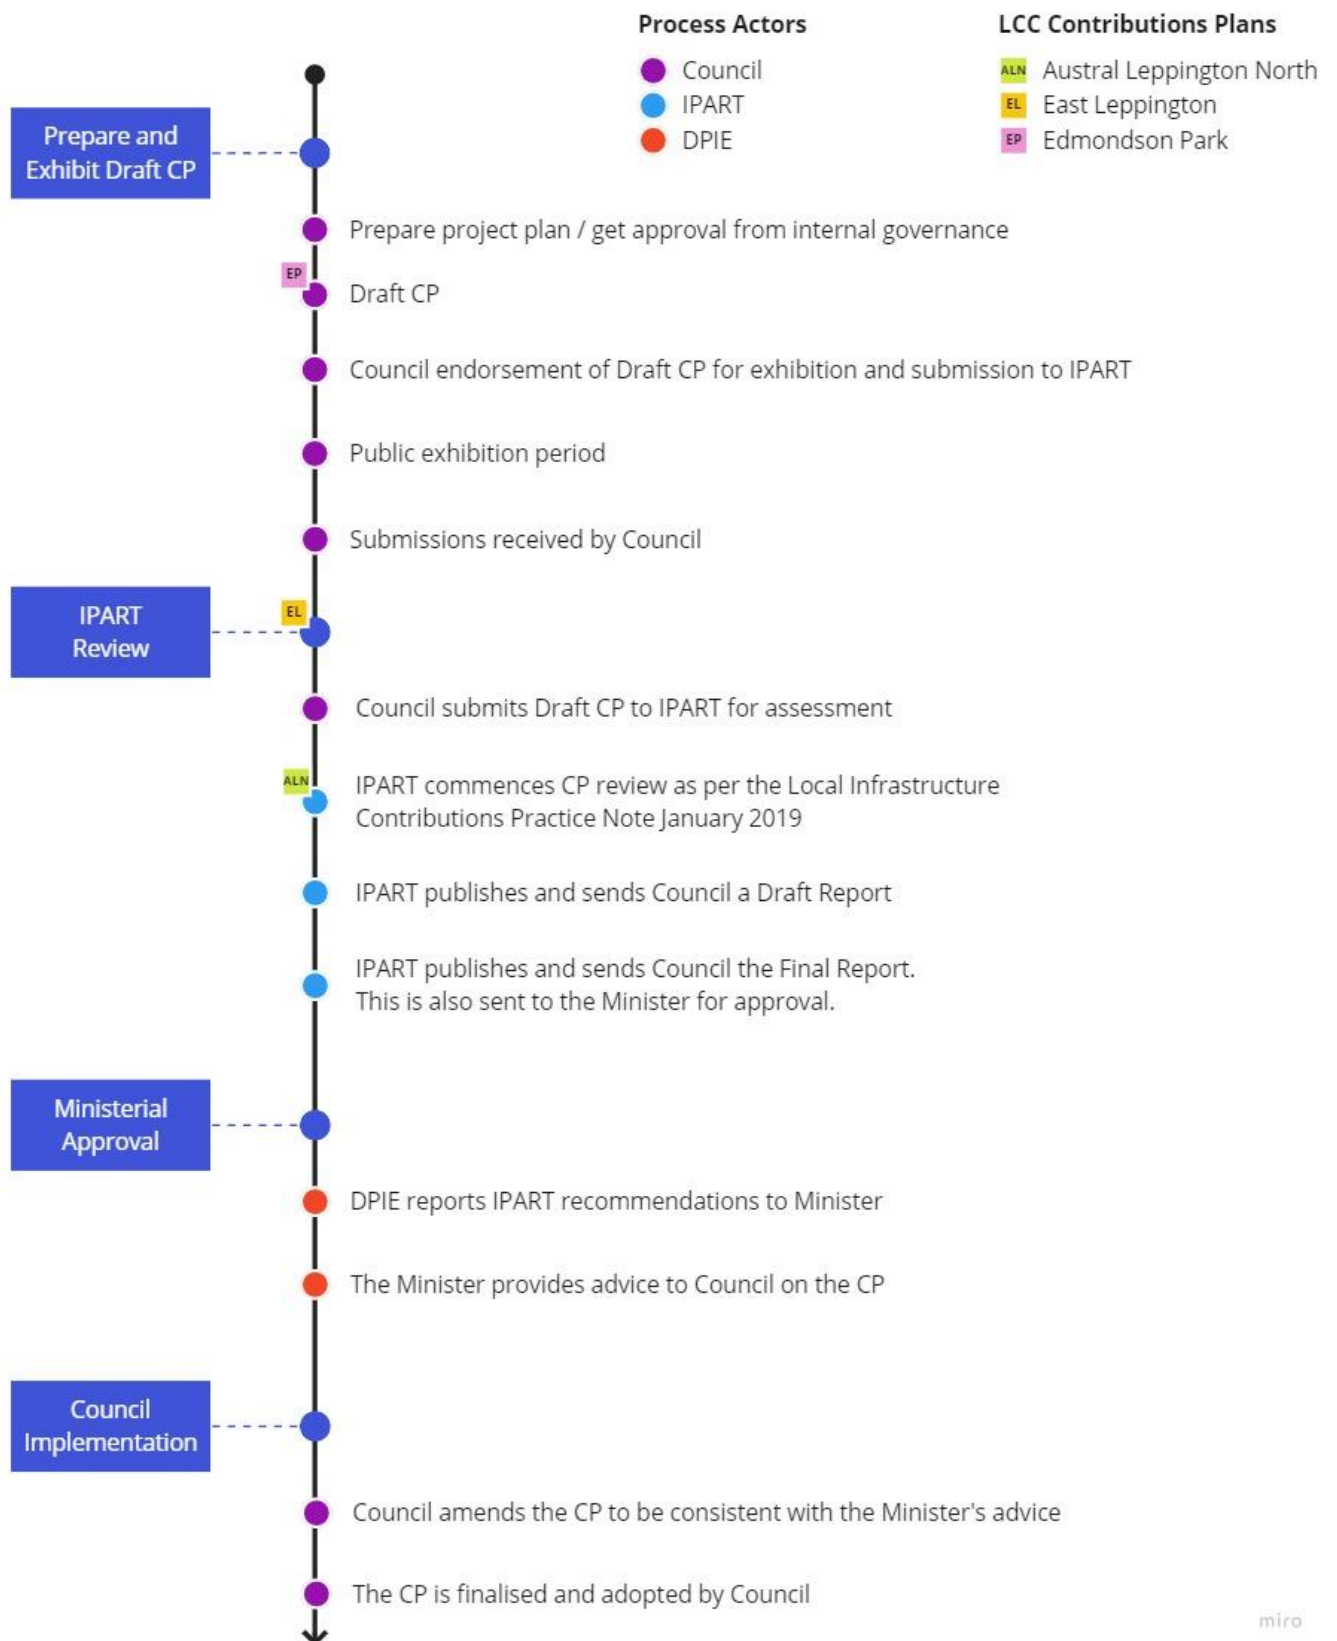 Process Actors
Council
IPART
DPIE
LCC Contributions Plans
ALN Austral Leppington North
EL East Leppington
EP Edmondson Park
Prepare and
Exhibit Draft CP
Prepare project plan / get approval from internal governance
EP
Draft CP
Council endorsement of Draft CP for exhibition and submission to IPART
Public exhibition period
Submissions received by Council
IPART
Review
EL
Council submits Draft CP to IPART for assessment
ALN
IPART commences CP review as per the Local Infrastructure
Contributions Practice Note January 2019
IPART publishes and sends Council a Draft Report
IPART publishes and sends Council the Final Report.
This is also sent to the Minister for approval.
Ministerial
Approval
DPIE reports IPART recommendations to Minister
The Minister provides advice to Council on the CP
Council
Implementation
Council amends the CP to be consistent with the Minister's advice
The CP is finalised and adopted by Council
miro